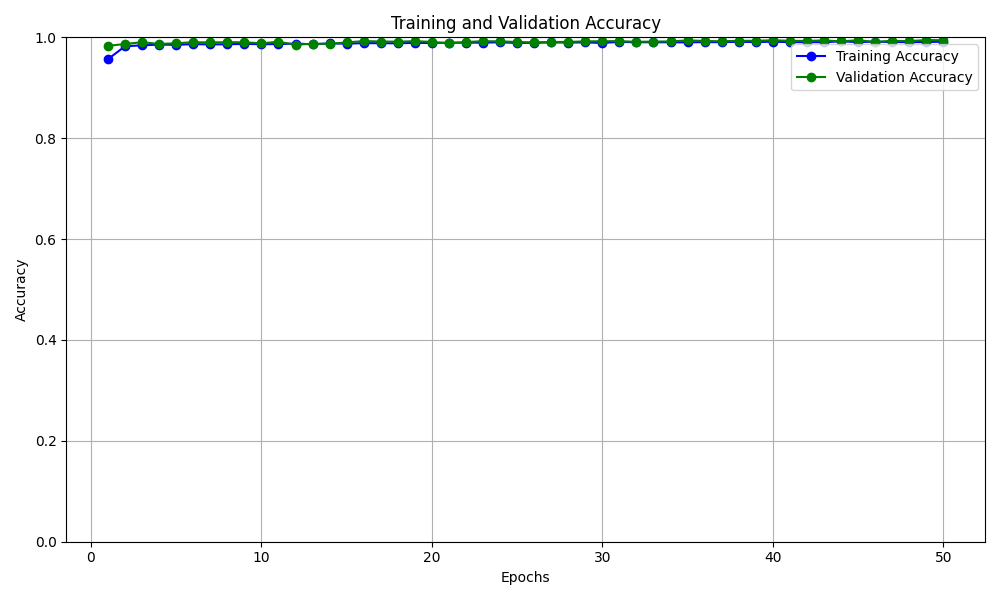 Training and Validation Accuracy
Training Accuracy
Validation Accuracy
Accuracy
1.0
0.8
0.6
0.4
0.2
0.0
0 10 20 30 40 50
Epochs